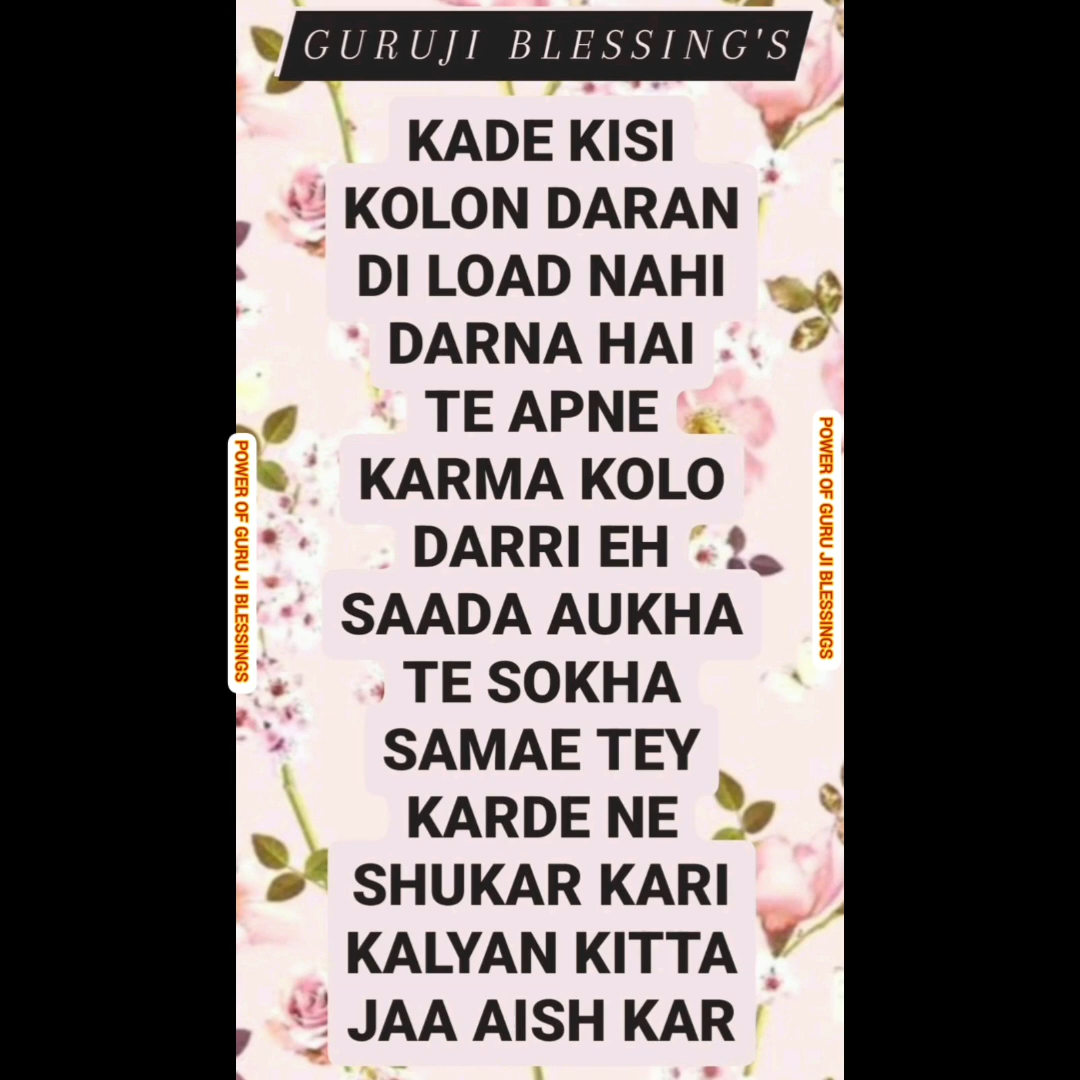 GURUJI BLESSING'S
KADE KISI
KOLON DARAN
DI LOAD NAHI
DARNA HAI
TE APNE
KARMA KOLO
DARRI EH
SAADA AUKHA
TE SOKHA
SAMAE TEY
KARDE NE
SHUKAR KARI
KALYAN KITTA
JAA AISH KAR
POWER OF GURU JI BLESSINGS
POWER OF GURU JI BLESSINGS